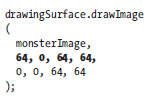 drawingSurface.drawImage
(
monsterImage,
64, 0, 64, 64,
0, 0, 64, 64
);